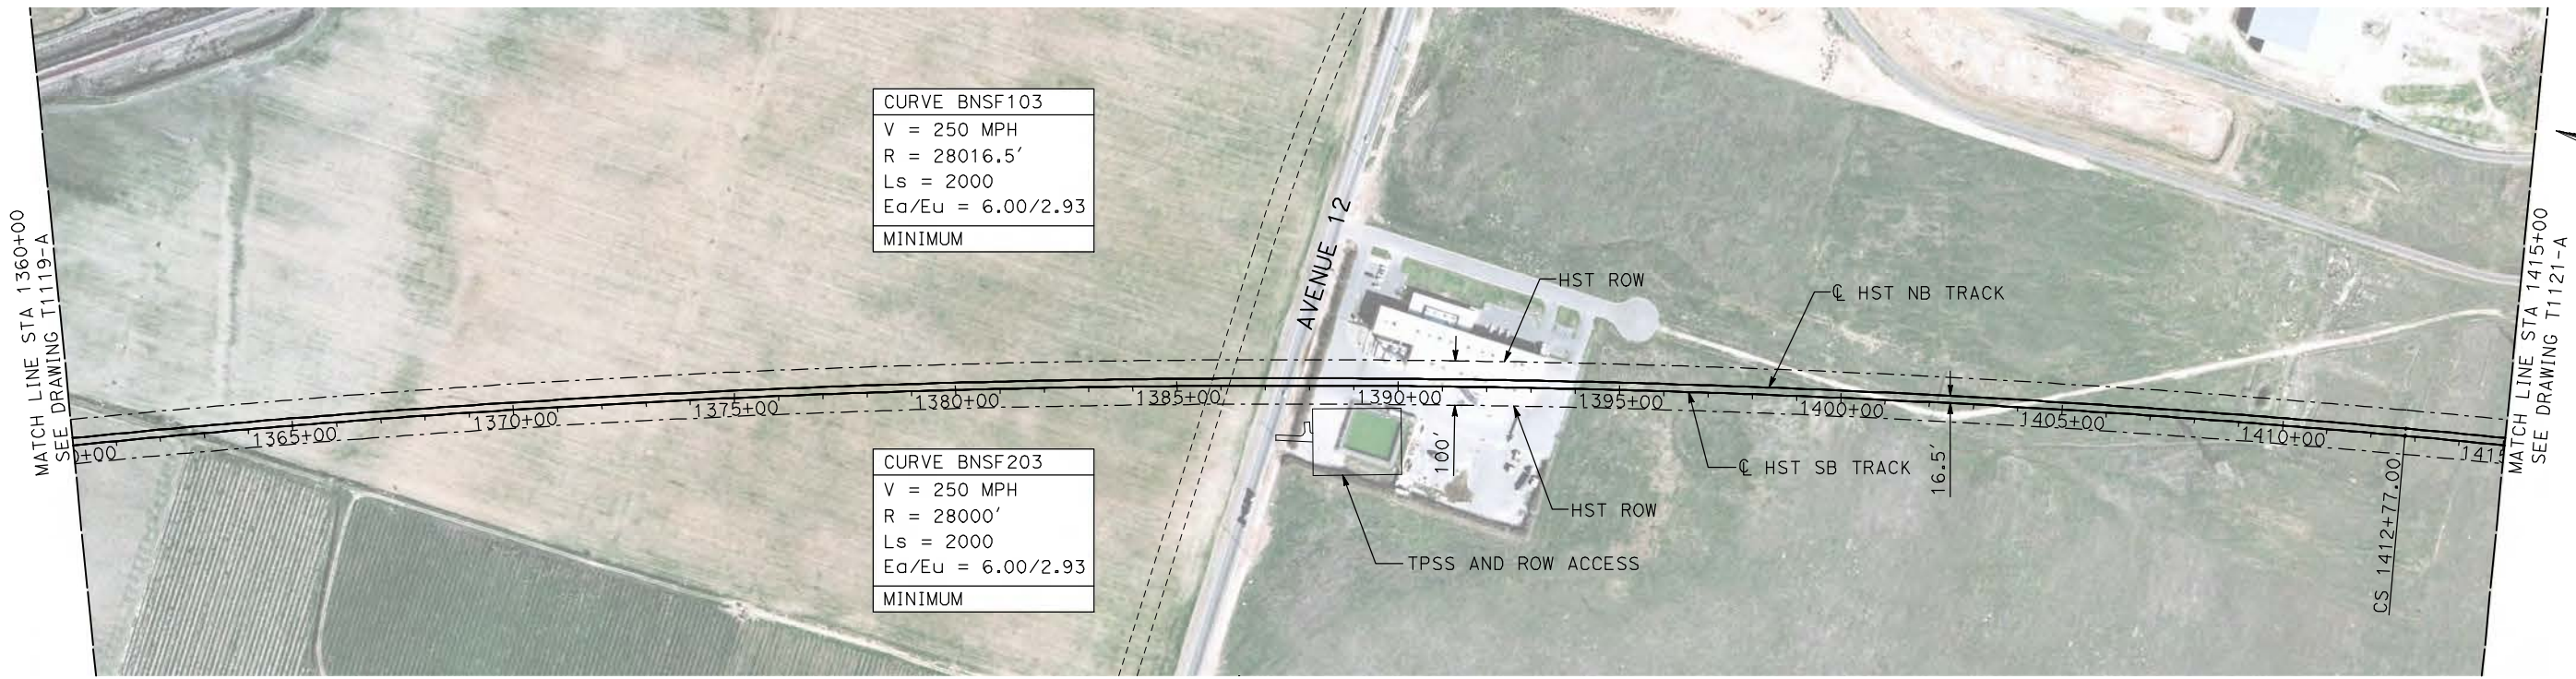 MATCH LINE STA 1360+00
SEE DRAWING T1119-A
CURVE BNSF103
V = 250 MPH
R = 28016.5'
Ls = 2000
Ea/Eu = 6.00/2.93
MINIMUM
AVENUE 12
HST ROW
℄ HST NB TRACK
MATCH LINE STA 1415+00
SEE DRAWING T1121-A
0+00
1365+00
1370+00
1375+00
1380+00
1385+00
1390+00
1395+00
1400+00
1405+00
1410+00
1415
100'
16.5'
℄ HST SB TRACK
HST ROW
TPSS AND ROW ACCESS
CS 1412+77.00
CURVE BNSF203
V = 250 MPH
R = 28000'
Ls = 2000
Ea/Eu = 6.00/2.93
MINIMUM